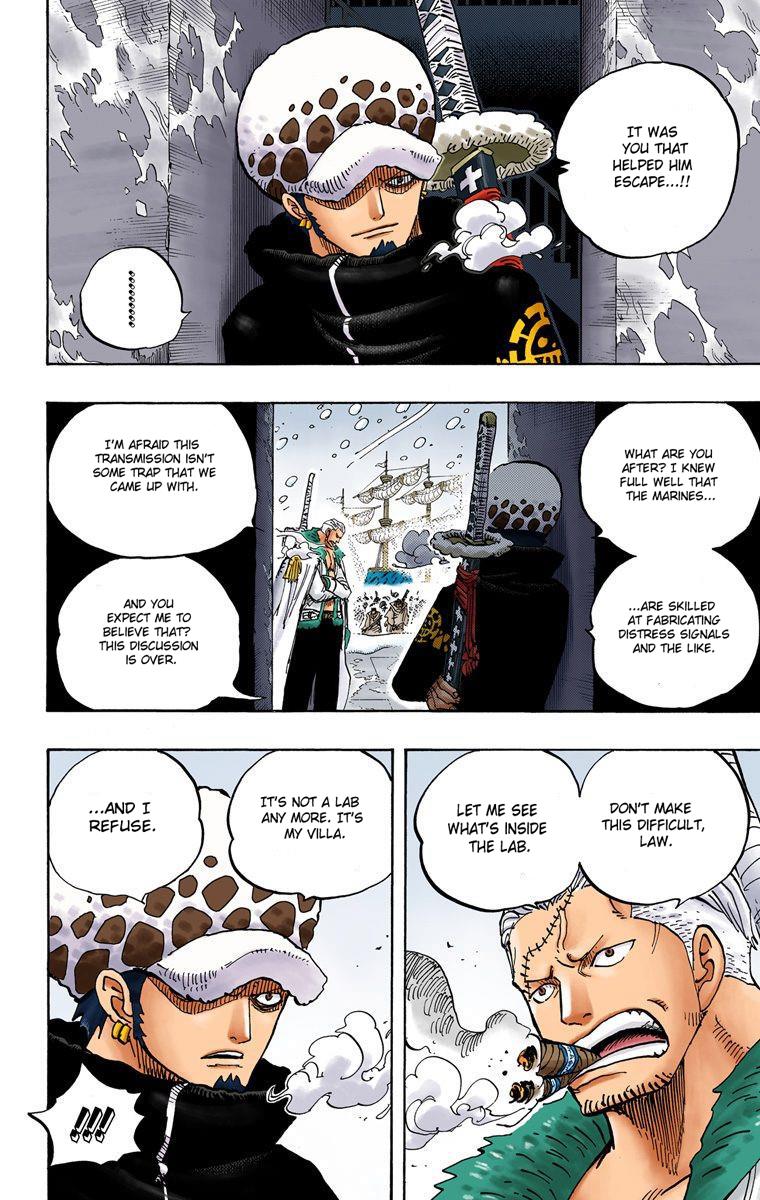 IT WAS
YOU THAT
HELPED HIM
ESCAPE...!!
..........
WHAT ARE YOU
AFTER? I KNEW
FULL WELL THAT
THE MARINES...
...ARE SKILLED
AT FABRICATING
DISTRESS SIGNALS
AND THE LIKE.
I'M AFRAID THIS
TRANSMISSION ISN'T
SOME TRAP THAT WE
CAME UP WITH.
AND YOU
EXPECT ME TO
BELIEVE THAT?
THIS DISCUSSION
IS OVER.
DON'T MAKE
THIS DIFFICULT,
LAW.
LET ME SEE
WHAT'S INSIDE
THE LAB.
IT'S NOT A LAB
ANY MORE. IT'S
MY VILLA.
...AND I
REFUSE.
!!!